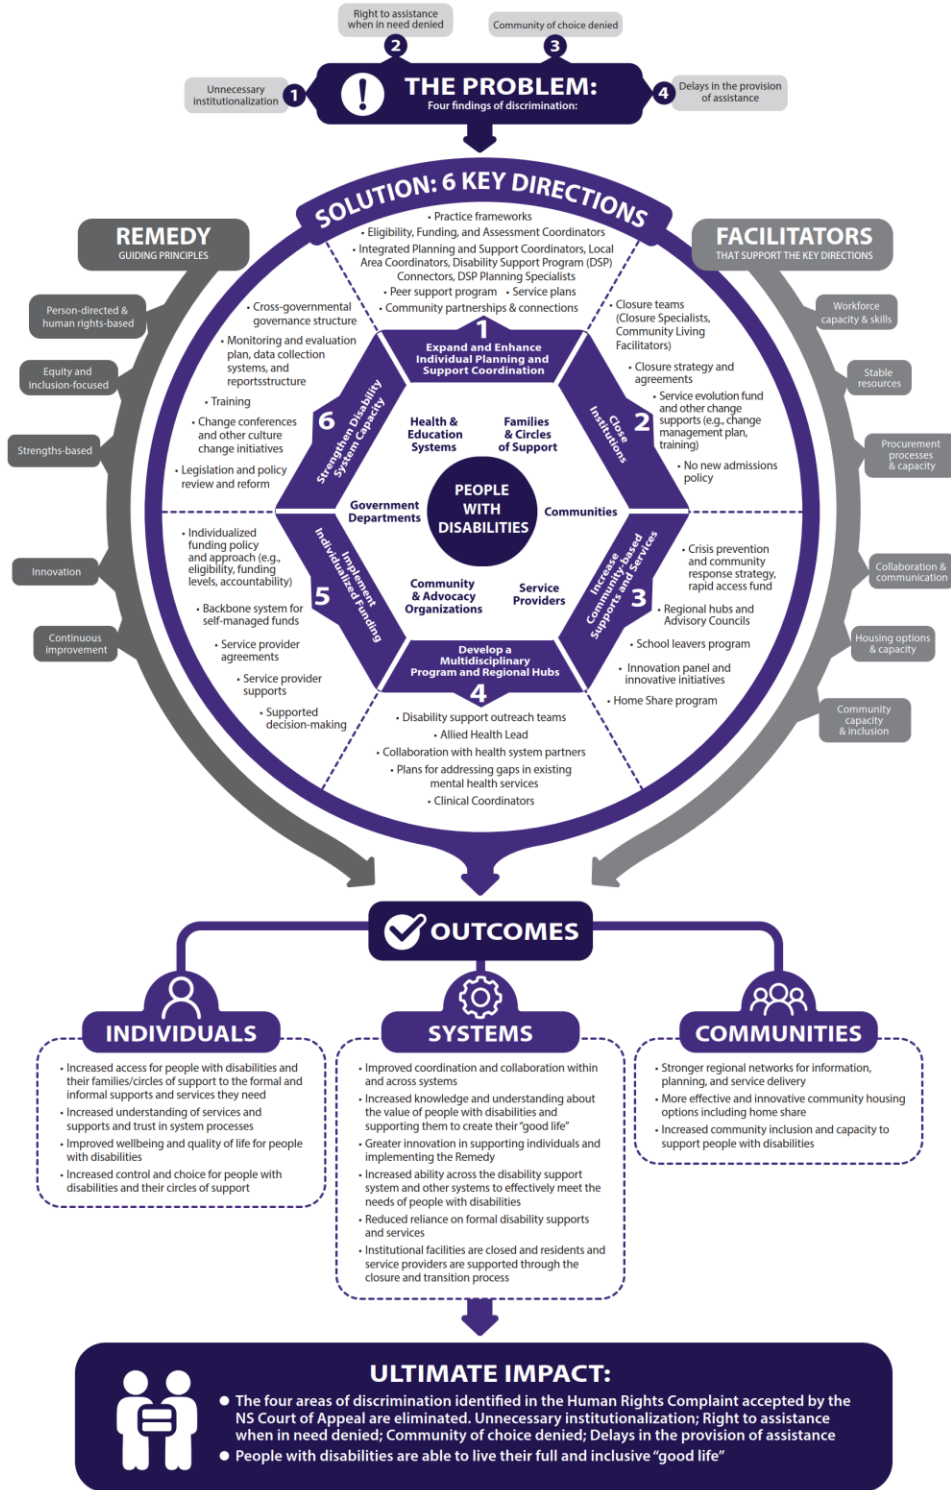 Right to assistance
when in need denied
2
Community of choice denied
3
Unnecessary
institutionalization
1
THE PROBLEM:
Four findings of discrimination:
4
Delays in the provision
of assistance
SOLUTION: 6 KEY DIRECTIONS
REMEDY
GUIDING PRINCIPLES
Person-directed &
human rights-based
Equity and
inclusion-focused
Strengths-based
Innovation
Continuous
improvement
FACILITATORS
THAT SUPPORT THE KEY DIRECTIONS
Workforce
capacity & skills
Stable
resources
Procurement
processes
& capacity
Collaboration &
communication
Housing options
& capacity
Community
capacity
& inclusion
• Practice frameworks
• Eligibility, Funding, and Assessment Coordinators
• Integrated Planning and Support Coordinators, Local
Area Coordinators, Disability Support Program (DSP)
Connectors, DSP Planning Specialists
• Peer support program • Service plans
• Community partnerships & connections
1
Expand and Enhance
Individual Planning and
Support Coordination
• Closure teams
(Closure Specialists,
Community Living
Facilitators)
• Closure strategy and
agreements
• Service evolution fund
and other change
supports (e.g., change
management plan,
training)
• No new admissions
policy
2
Close
Institutions
• Crisis prevention
and community
response strategy,
rapid access fund
• Regional hubs and
Advisory Councils
• School leavers program
• Innovation panel and
innovative initiatives
• Home Share program
3
Increase
Community-based
Supports and Services
Develop a
Multidisciplinary
Program and Regional Hubs
4
• Disability support outreach teams
• Allied Health Lead
• Collaboration with health system partners
• Plans for addressing gaps in existing
mental health services
• Clinical Coordinators
• Individualized
funding policy
and approach (e.g.,
eligibility, funding
levels, accountability)
• Backbone system for
self-managed funds
• Service provider
agreements
• Service provider
supports
• Supported
decision-making
5
Implement
Individualized Funding
• Cross-governmental
governance structure
• Monitoring and evaluation
plan, data collection
systems, and
reportsstructure
• Training
• Change conferences
and other culture
change initiatives
• Legislation and policy
review and reform
6
Strengthen Disability
System Capacity
Health &
Education
Systems
Families
& Circles
of Support
Government
Departments
PEOPLE
WITH
DISABILITIES
Communities
Community
& Advocacy
Organizations
Service
Providers
OUTCOMES
INDIVIDUALS
• Increased access for people with disabilities and
their families/circles of support to the formal and
informal supports and services they need
• Increased understanding of services and
supports and trust in system processes
• Improved wellbeing and quality of life for people
with disabilities
• Increased control and choice for people with
disabilities and their circles of support
SYSTEMS
• Improved coordination and collaboration within
and across systems
• Increased knowledge and understanding about
the value of people with disabilities and
supporting them to create their "good life"
• Greater innovation in supporting individuals and
implementing the Remedy
• Increased ability across the disability support
system and other systems to effectively meet the
needs of people with disabilities
• Reduced reliance on formal disability supports
and services
• Institutional facilities are closed and residents and
service providers are supported through the
closure and transition process
COMMUNITIES
• Stronger regional networks for information,
planning, and service delivery
• More effective and innovative community housing
options including home share
• Increased community inclusion and capacity to
support people with disabilities
ULTIMATE IMPACT:
● The four areas of discrimination identified in the Human Rights Complaint accepted by the
NS Court of Appeal are eliminated. Unnecessary institutionalization; Right to assistance
when in need denied; Community of choice denied; Delays in the provision of assistance
● People with disabilities are able to live their full and inclusive "good life"